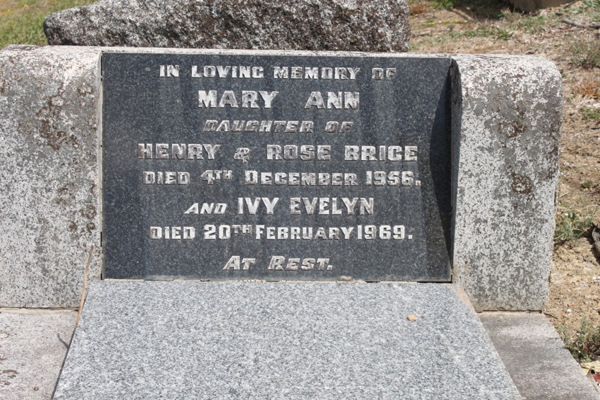 IN LOVING MEMORY OF
MARY ANN
DAUGHTER OF
HENRY & ROSE BRICE
DIED 4TH DECEMBER 1956.
AND IVY EVELYN
DIED 20TH FEBRUARY 1969.
AT REST.